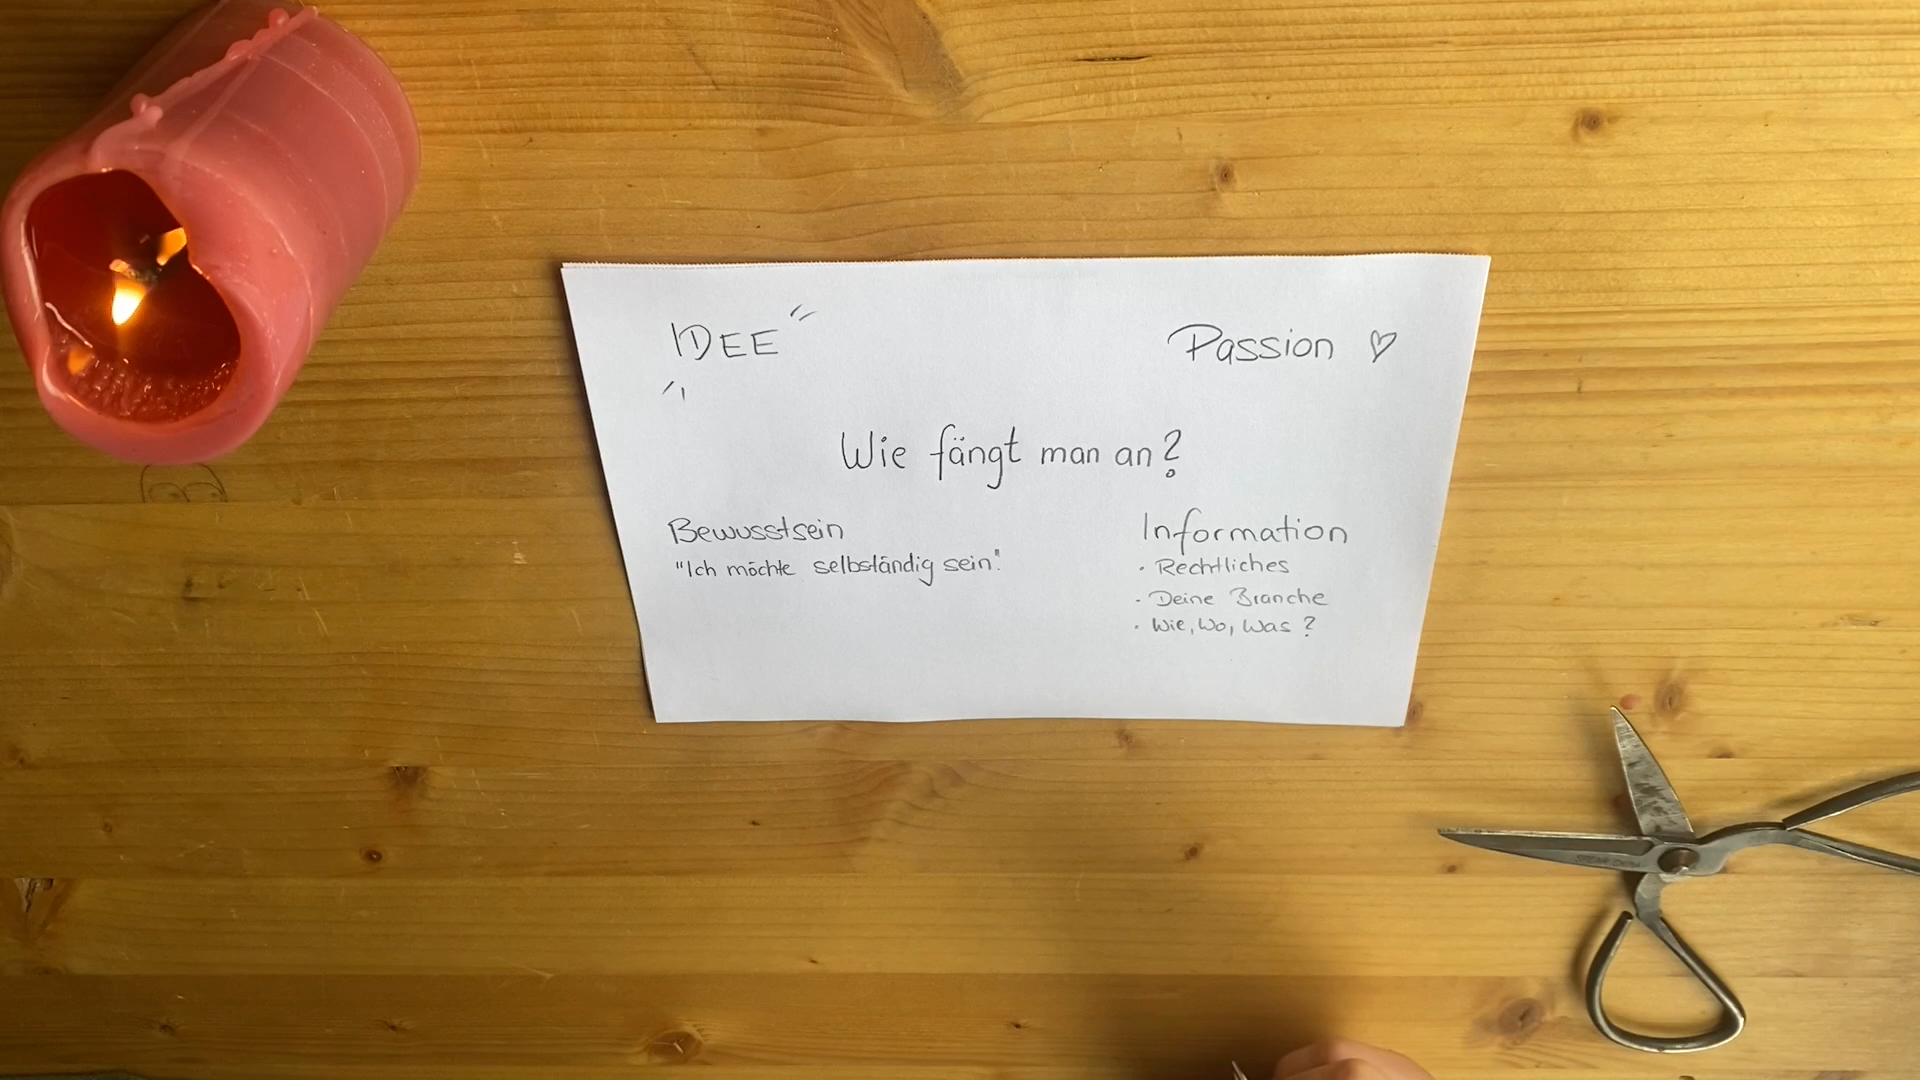 IDEE
Passion ♡
Wie fängt man an?
Bewusstsein
"Ich möchte selbständig sein."
Information
· Rechtliches
- Deine Branche
· Wie, Wo, Was?